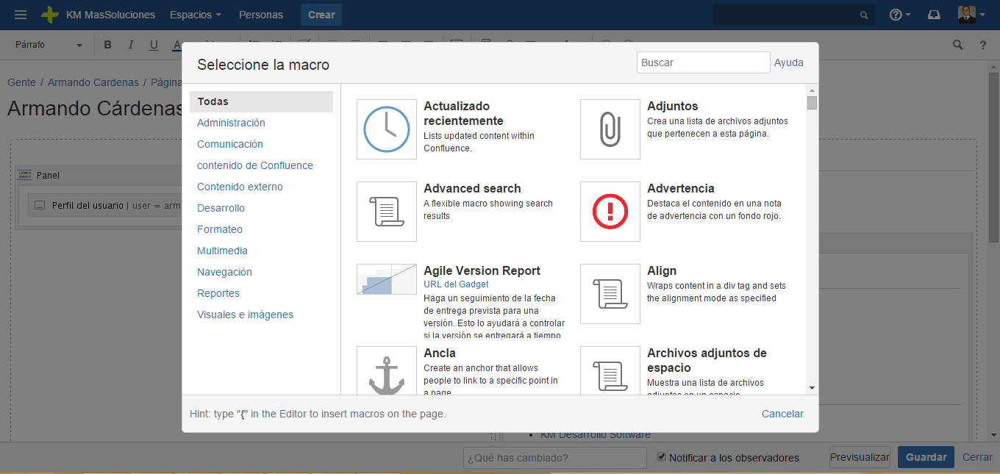 KM MasSoluciones Espacios Personas Crear
Párrafo B I U A
Gente / Armando Cardenas /
Armando Cárdenas
Panel
Perfil del usuario | user = arm
Seleccione la macro
Buscar
Ayuda
Todas
Administración
Comunicación
contenido de Confluence
Contenido externo
Desarrollo
Formateo
Multimedia
Navegación
Reportes
Visuales e imágenes
Actualizado
recientemente
Lists updated content within
Confluence.
Adjuntos
Crea una lista de archivos adjuntos
que pertenecen a esta página.
Advanced search
A flexible macro showing search
results
Advertencia
Destaca el contenido en una nota
de advertencia con un fondo rojo.
Agile Version Report
URL del Gadget
Haga un seguimiento de la fecha
de entrega prevista para una
versión. Esto lo ayudará a controlar
si la versión se entregará a tiempo
Align
Wraps content in a div tag and sets
the alignment mode as specified
Ancla
Create an anchor that allows
people to link to a specific point in
a page
Archivos adjuntos de
espacio
Muestra una lista de archivos
adjuntos en un espacio
Hint: type "{" in the Editor to insert macros on the page.
Cancelar
KM Desarrollo Software
¿Qué has cambiado?
Notificar a los observadores
Previsualizar
Guardar
Cerrar